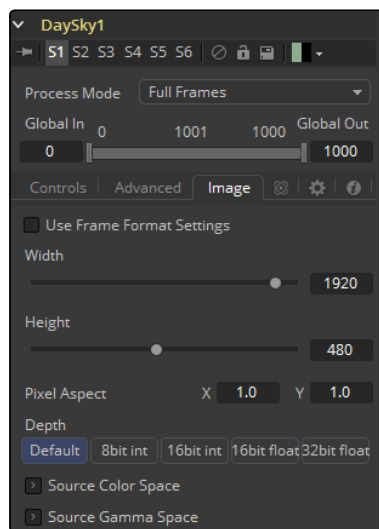 DaySky1
S1 S2 S3 S4 S5 S6
Process Mode Full Frames
Global In 0 1001 1000 Global Out
0 1000
Controls Advanced Image
Use Frame Format Settings
Width
1920
Height
480
Pixel Aspect X 1.0 Y 1.0
Depth
Default 8bit int 16bit int 16bit float 32bit float
Source Color Space
Source Gamma Space